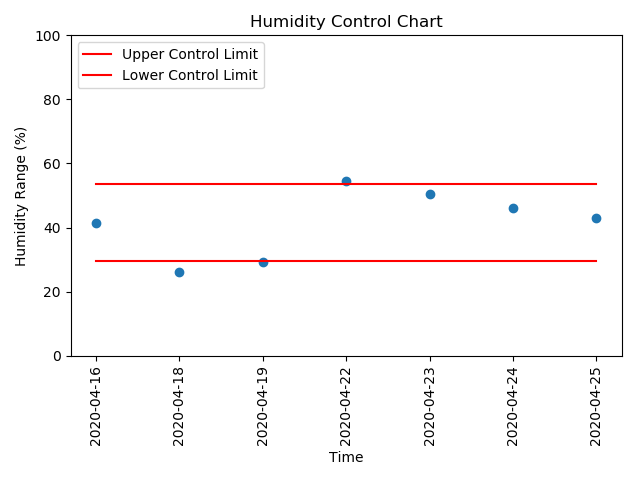 Humidity Control Chart
Upper Control Limit
Lower Control Limit
Humidity Range (%)
100
80
60
40
20
0
2020-04-16
2020-04-18
2020-04-19
2020-04-22
2020-04-23
2020-04-24
2020-04-25
Time